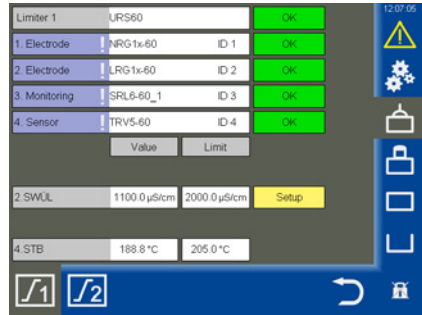 12:07:05
Limiter 1 URS60 OK
1. Electrode ! NRG1x-60 ID 1 OK
2. Electrode ! LRG1x-60 ID 2 OK
3. Monitoring ! SRL6-60_1 ID 3 OK
4. Sensor ! TRV5-60 ID 4 OK
Value Limit
2.SWÜL 1100.0 µS/cm 2000.0 µS/cm Setup
4.STB 188.8 °C 205.0 °C
1 2